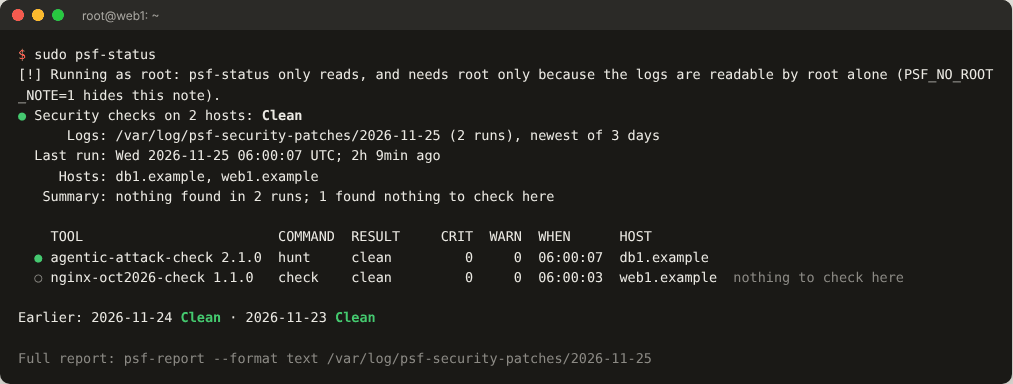 root@web1: ~
$ sudo psf-status
[!] Running as root: psf-status only reads, and needs root only because the logs are readable by root alone (PSF_NO_ROOT
_NOTE=1 hides this note).
● Security checks on 2 hosts: Clean
Logs: /var/log/psf-security-patches/2026-11-25 (2 runs), newest of 3 days
Last run: Wed 2026-11-25 06:00:07 UTC; 2h 9min ago
Hosts: db1.example, web1.example
Summary: nothing found in 2 runs; 1 found nothing to check here
TOOL COMMAND RESULT CRIT WARN WHEN HOST
● agentic-attack-check 2.1.0 hunt clean 0 0 06:00:07 db1.example
○ nginx-oct2026-check 1.1.0 check clean 0 0 06:00:03 web1.example nothing to check here
Earlier: 2026-11-24 Clean · 2026-11-23 Clean
Full report: psf-report --format text /var/log/psf-security-patches/2026-11-25